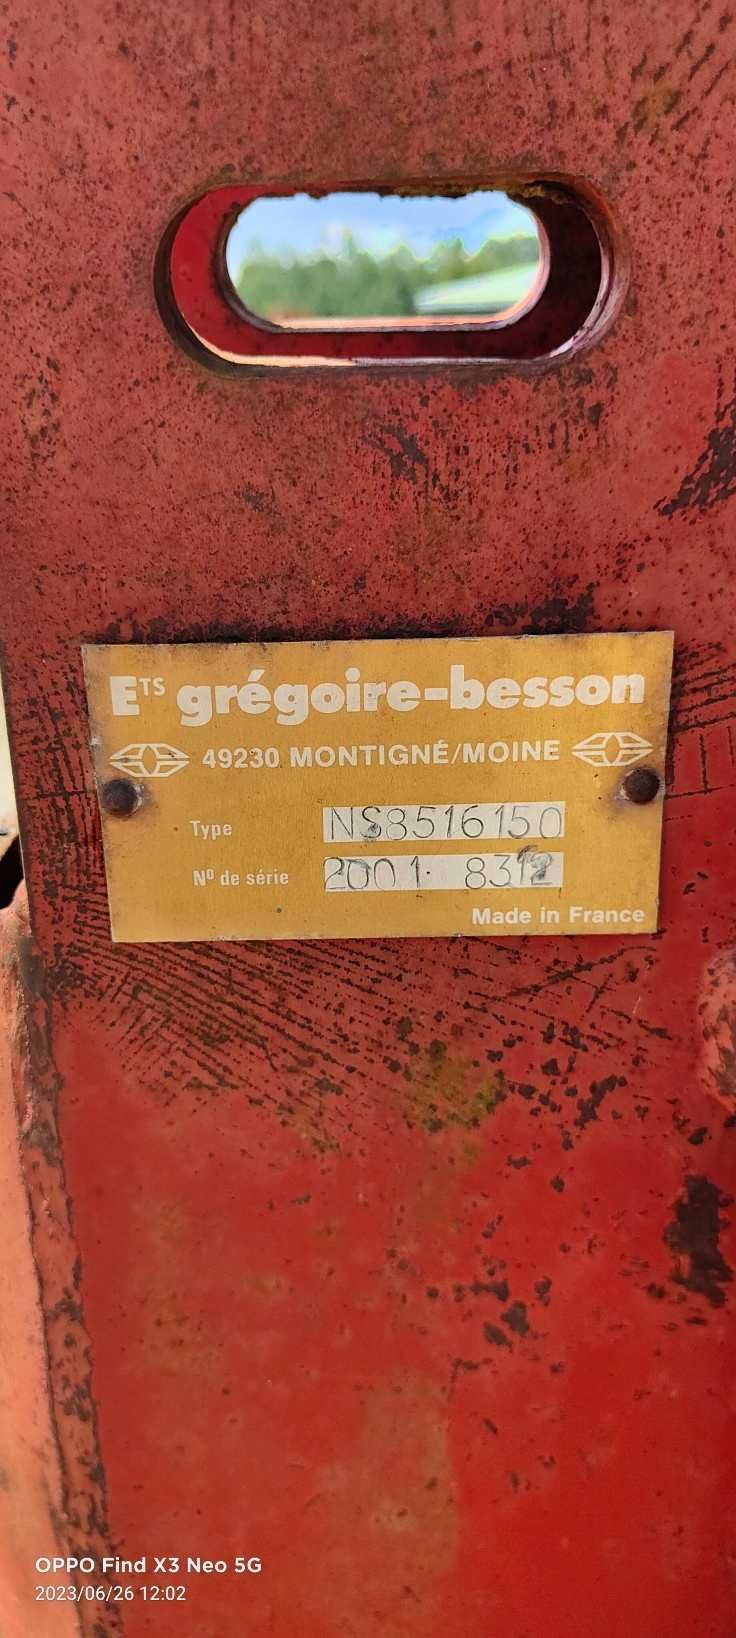 ETS grégoire-besson
49230 MONTIGNÉ/MOINE
Type NS8516150
Nº de série 2001 8312
Made in France
OPPO Find X3 Neo 5G
2023/06/26 12:02